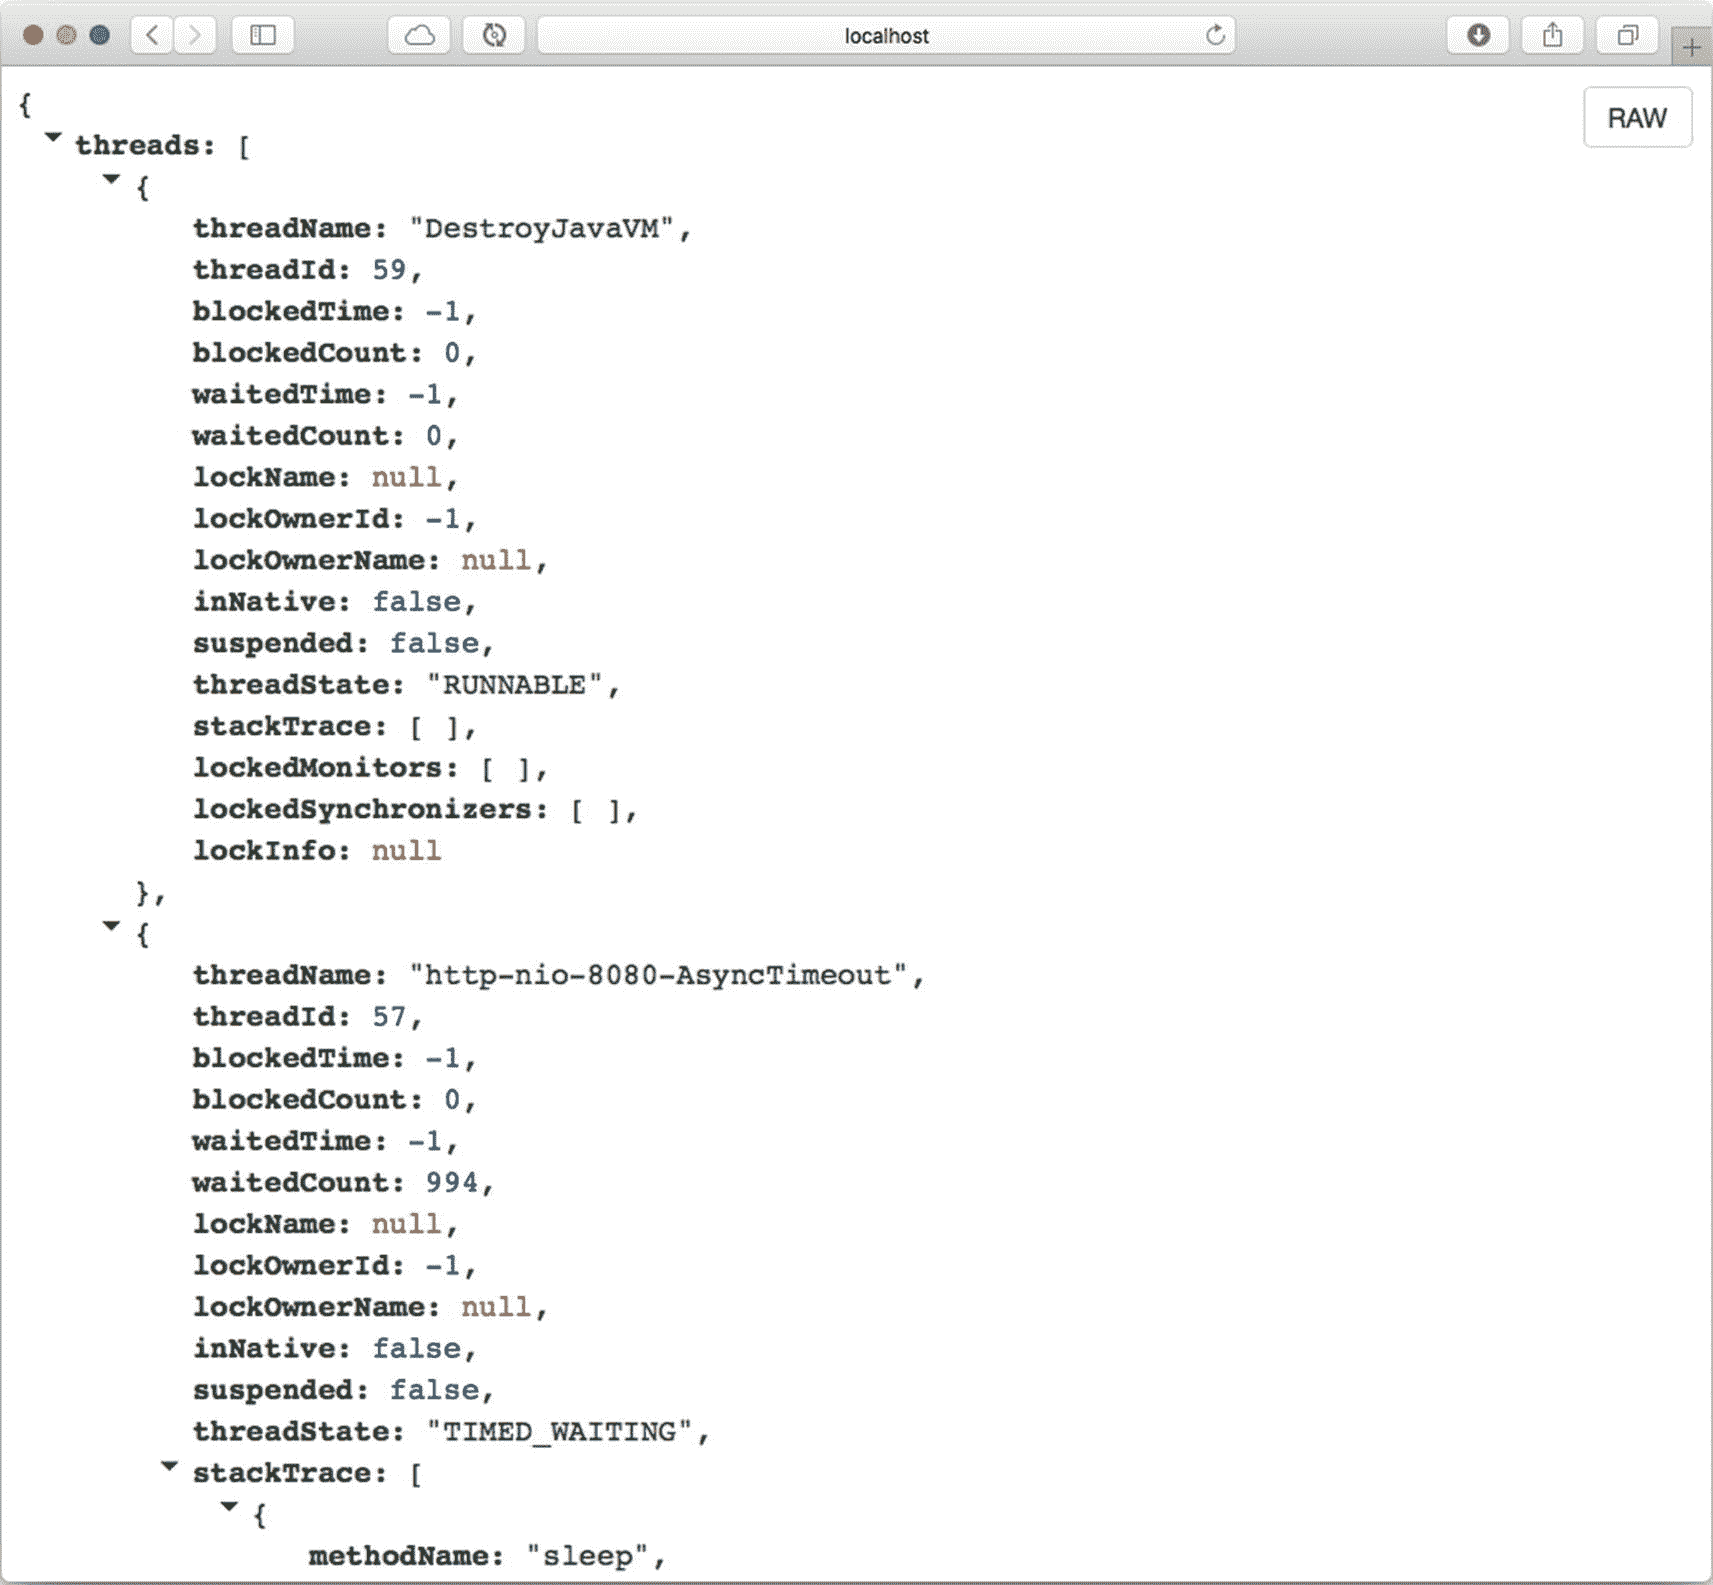 localhost
RAW
{
threads: [
{
threadName: "DestroyJavaVM",
threadId: 59,
blockedTime: -1,
blockedCount: 0,
waitedTime: -1,
waitedCount: 0,
lockName: null,
lockOwnerId: -1,
lockOwnerName: null,
inNative: false,
suspended: false,
threadState: "RUNNABLE",
stackTrace: [ ],
lockedMonitors: [ ],
lockedSynchronizers: [ ],
lockInfo: null
},
{
threadName: "http-nio-8080-AsyncTimeout",
threadId: 57,
blockedTime: -1,
blockedCount: 0,
waitedTime: -1,
waitedCount: 994,
lockName: null,
lockOwnerId: -1,
lockOwnerName: null,
inNative: false,
suspended: false,
threadState: "TIMED_WAITING",
stackTrace: [
{
methodName: "sleep",